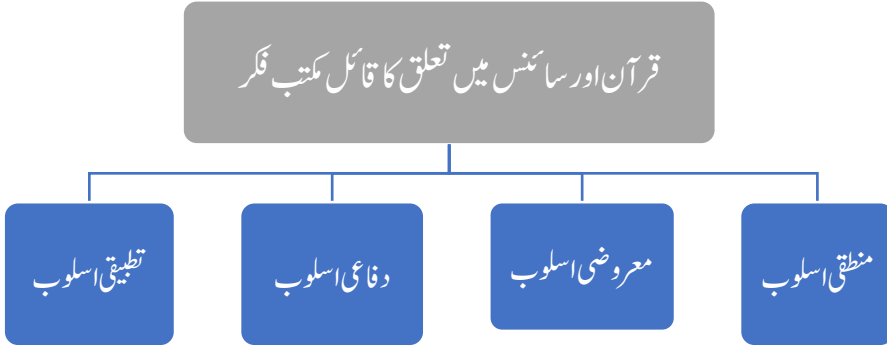 قرآن اور سائنس میں تعلق کا قائل مکتب فکر
منطقی اسلوب
معروضی اسلوب
دفاعی اسلوب
تطبیقی اسلوب